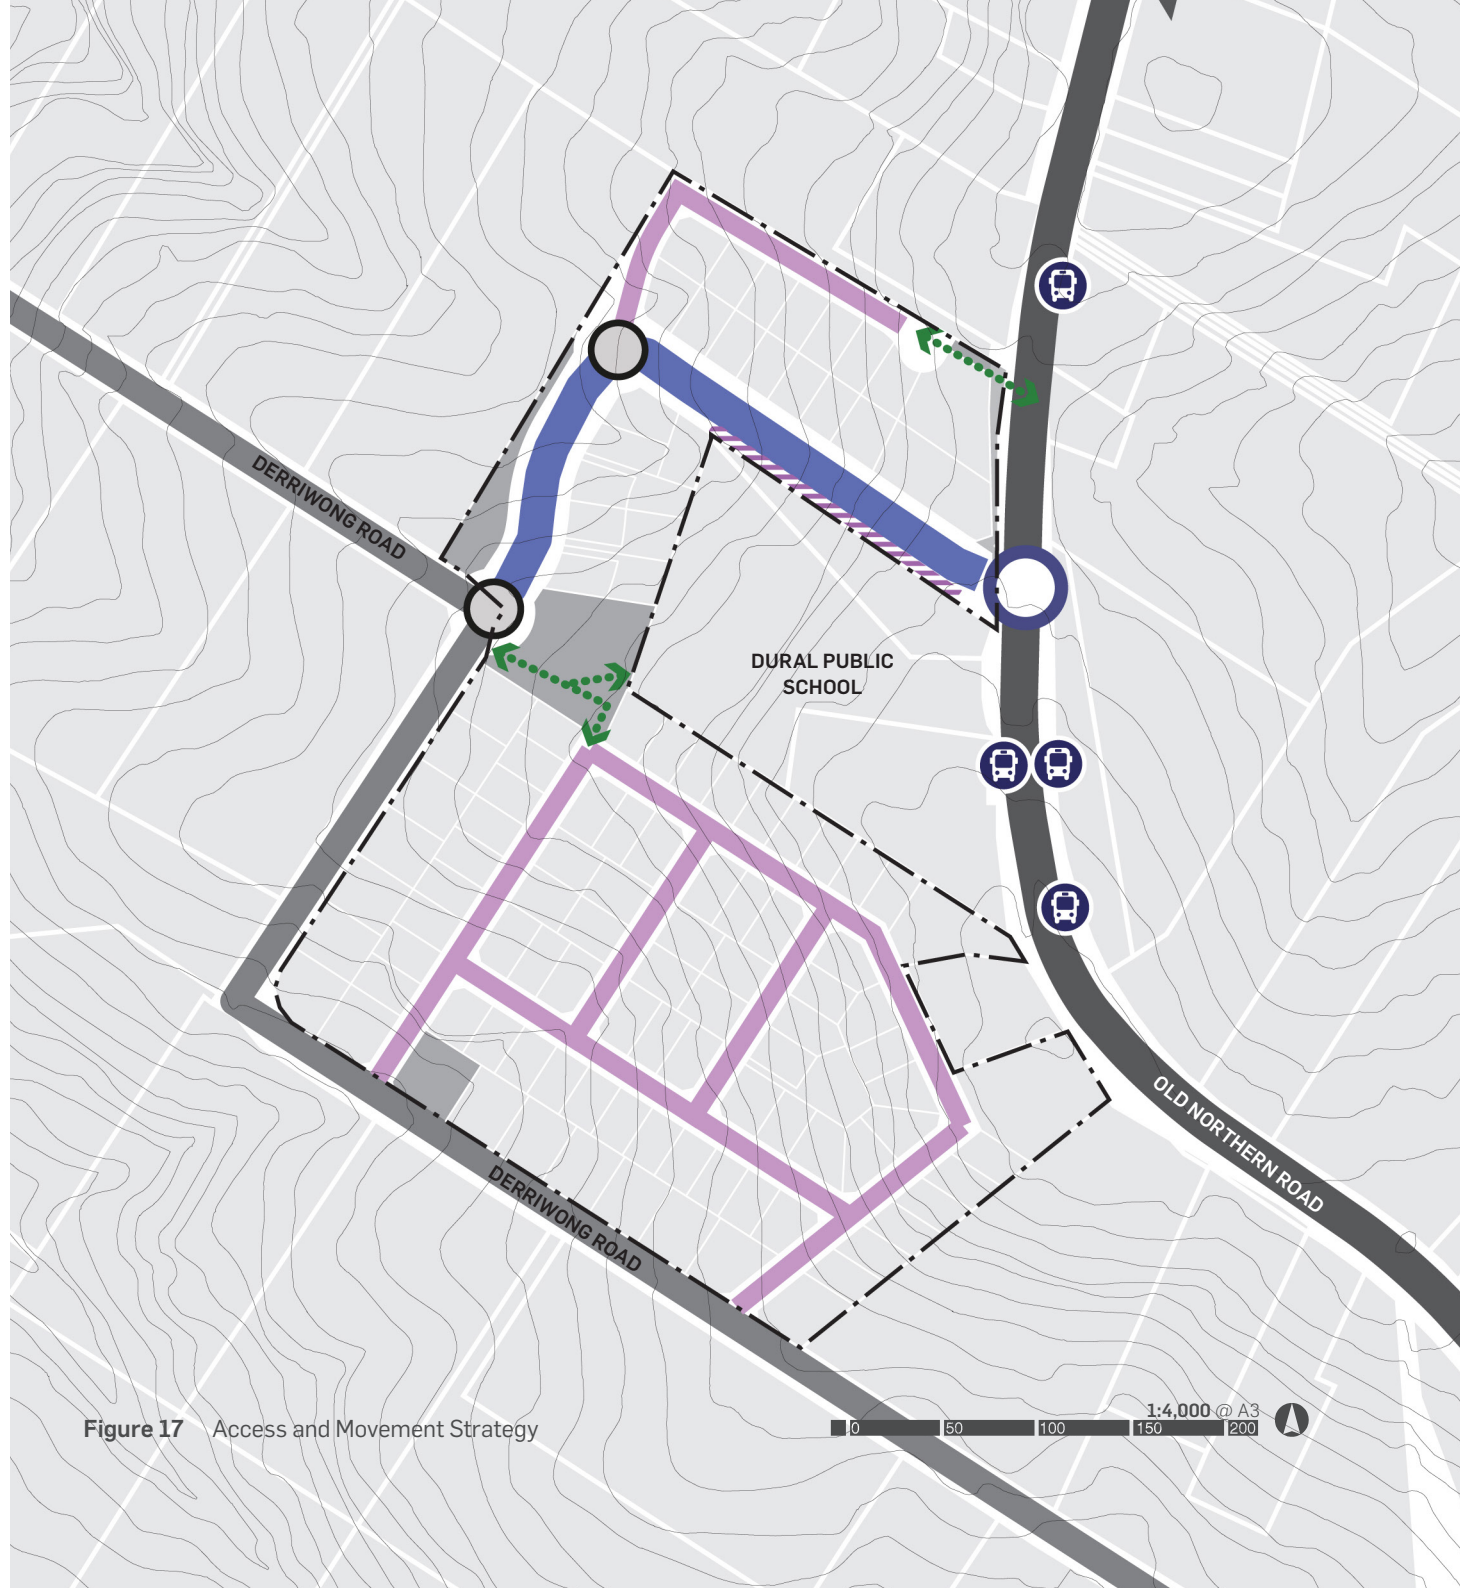 DERRIWONG ROAD
DURAL PUBLIC
SCHOOL
OLD NORTHERN ROAD
DERRIWONG ROAD
1:4,000 @ A3
0 50 100 150 200
Figure 17 Access and Movement Strategy